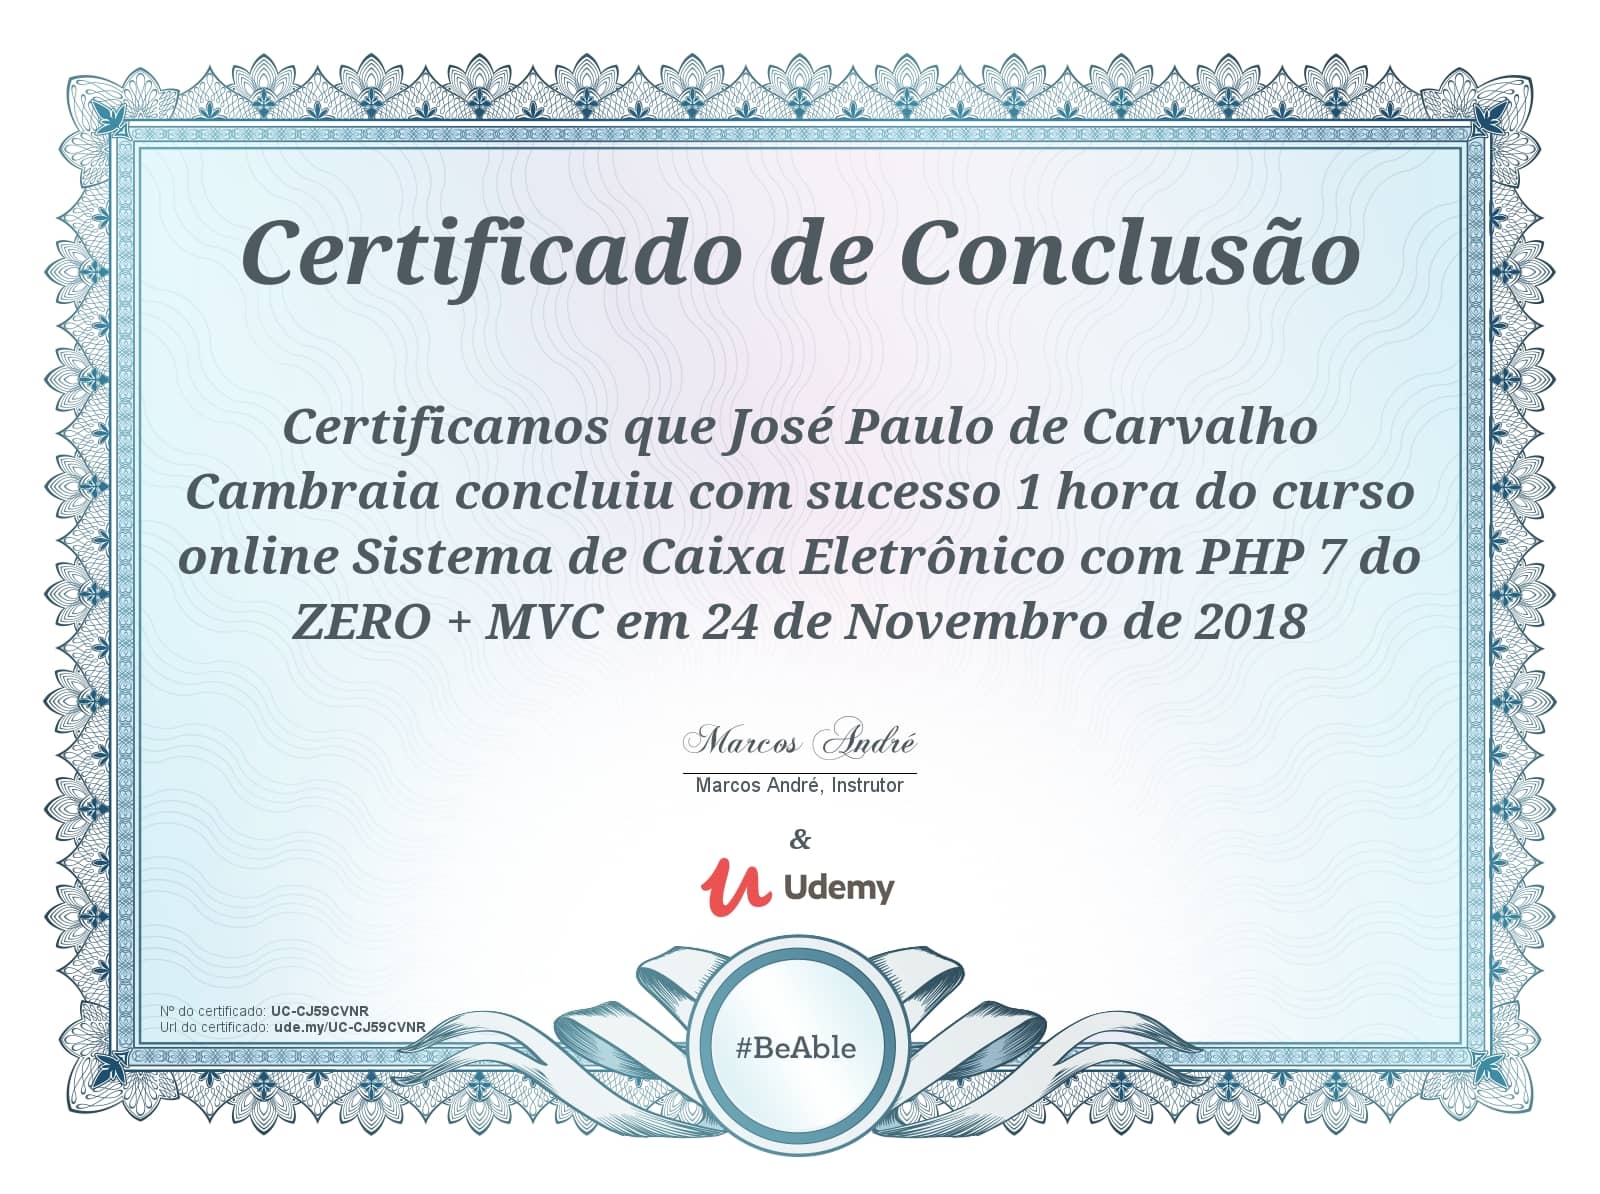 Certificado de Conclusão
Certificamos que José Paulo de Carvalho
Cambraia concluiu com sucesso 1 hora do curso
online Sistema de Caixa Eletrônico com PHP 7 do
ZERO + MVC em 24 de Novembro de 2018
Marcos André
Marcos André, Instrutor
&
Udemy
Nº do certificado: UC-CJ59CVNR
Url do certificado: ude.my/UC-CJ59CVNR
#BeAble